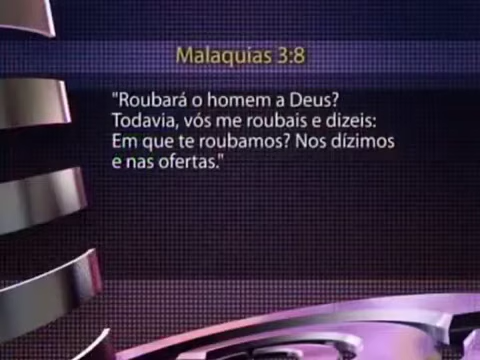 Malaquias 3:8
"Roubará o homem a Deus?
Todavia, vós me roubais e dizeis:
Em que te roubamos? Nos dízimos
e nas ofertas."